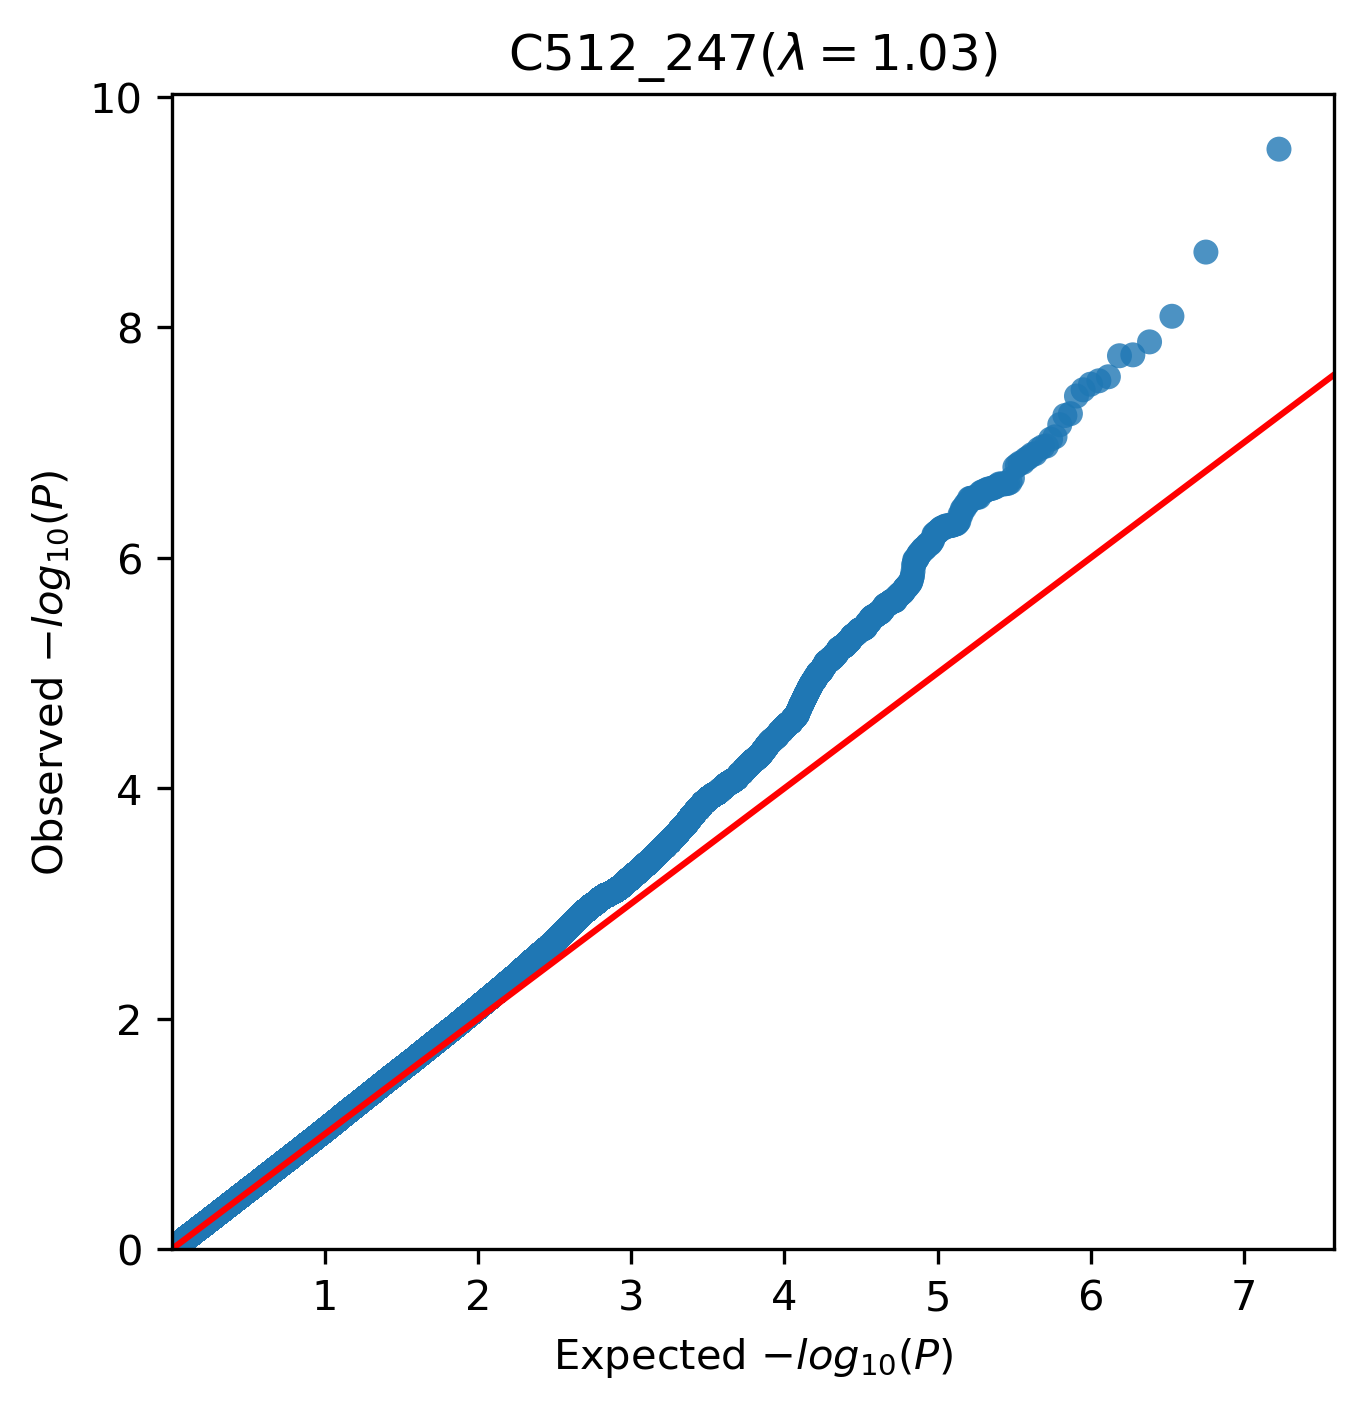 C512_247(λ = 1.03)
10
8
6
4
2
0
Observed −log₁₀(P)
1 2 3 4 5 6 7
Expected −log₁₀(P)